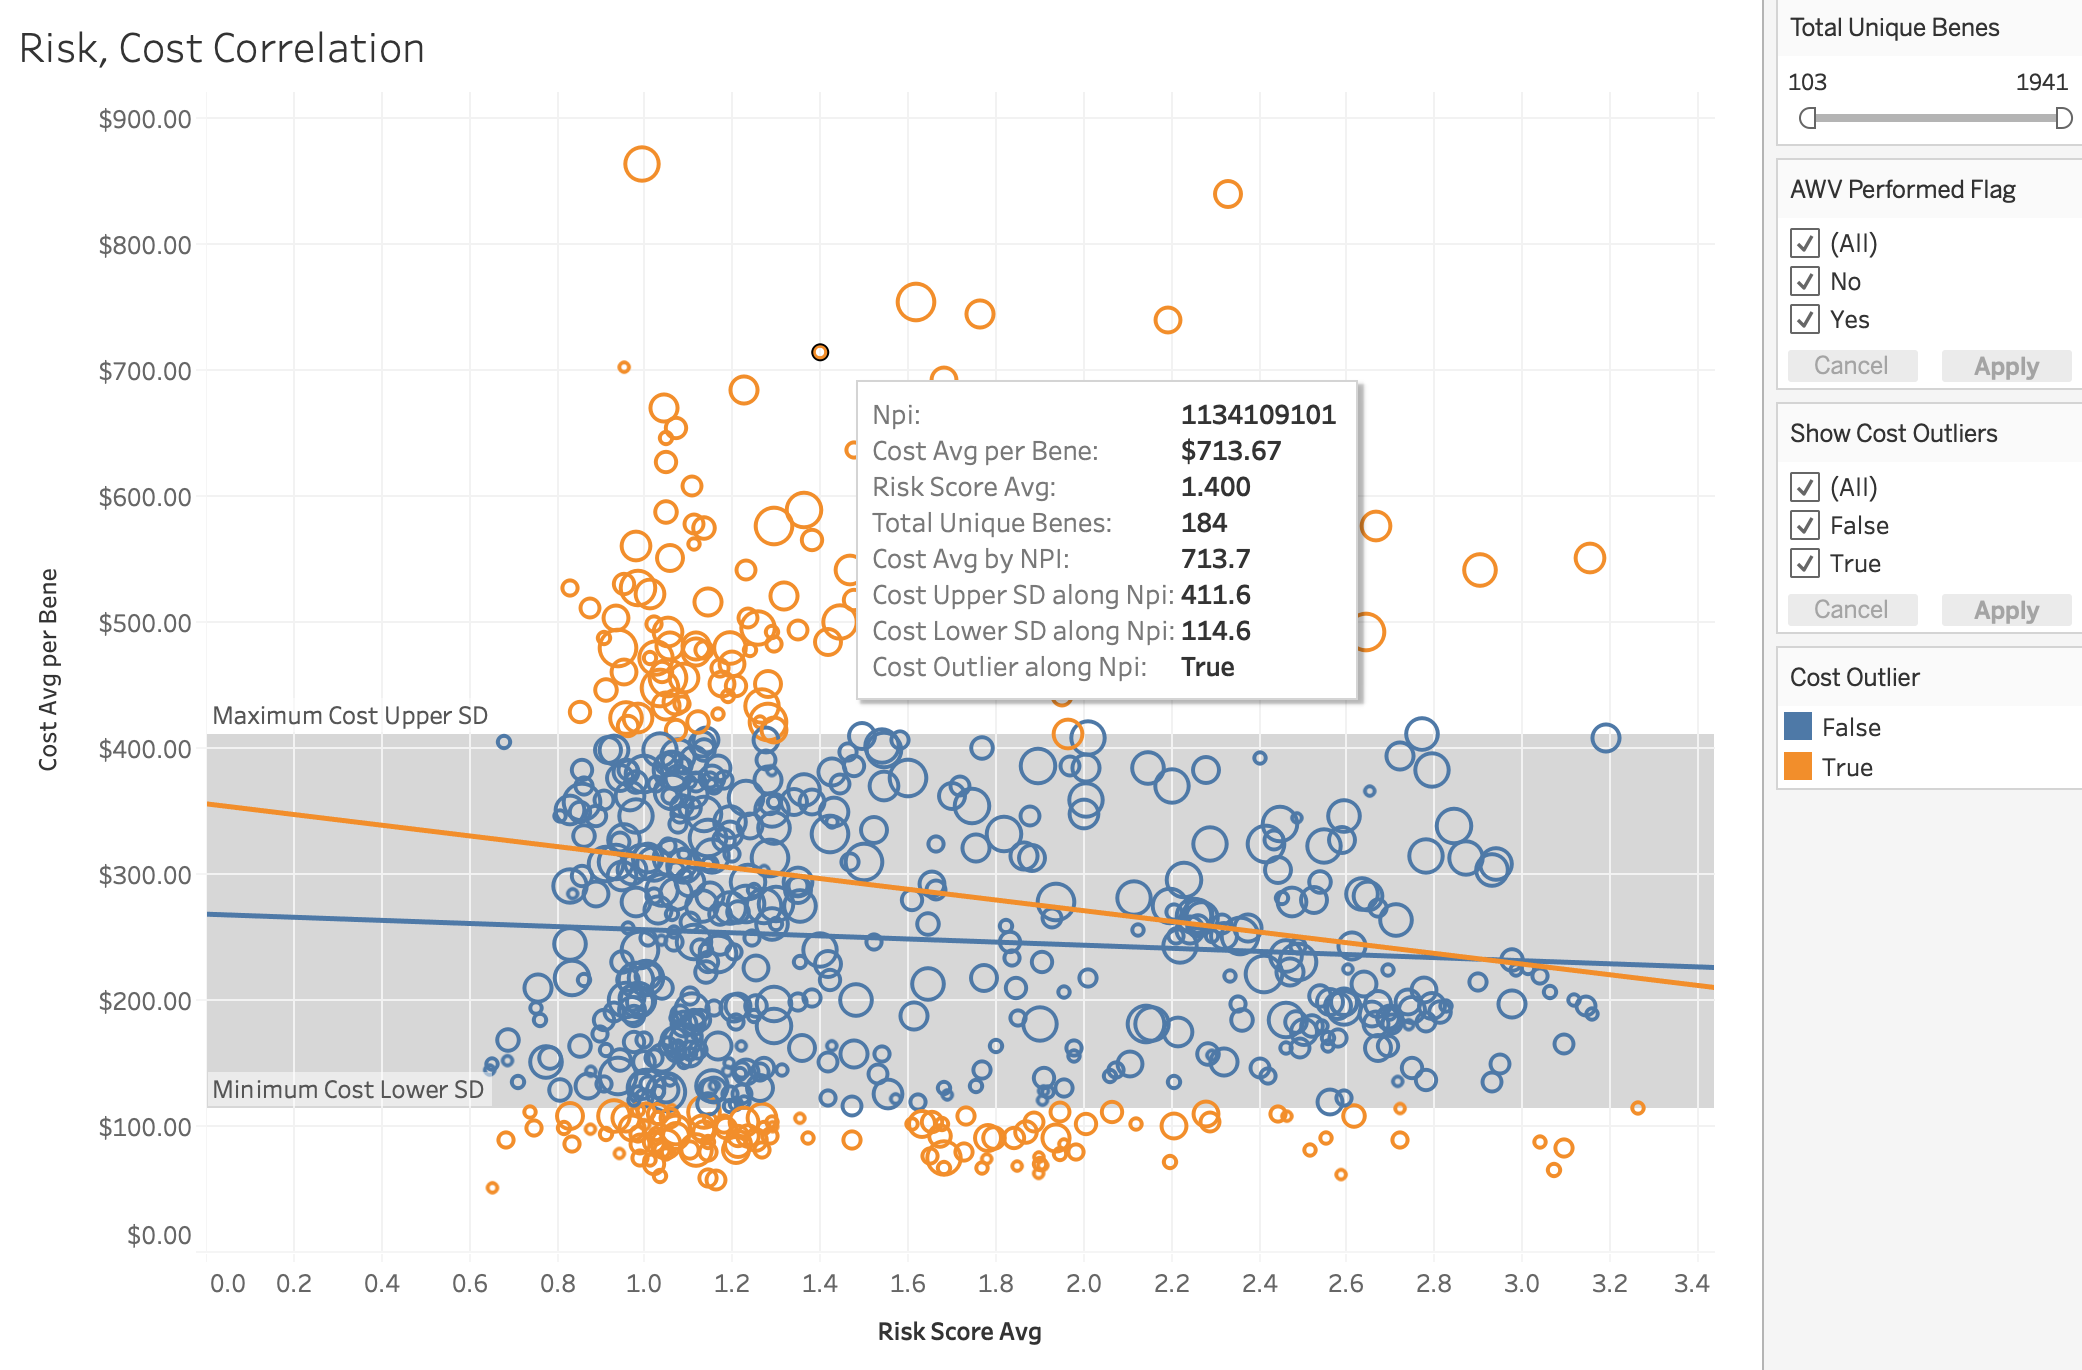 Risk, Cost Correlation
$900.00
$800.00
$700.00
$600.00
$500.00
$400.00
$300.00
$200.00
$100.00
$0.00
Cost Avg per Bene
Maximum Cost Upper SD
Minimum Cost Lower SD
Npi: 1134109101
Cost Avg per Bene: $713.67
Risk Score Avg: 1.400
Total Unique Benes: 184
Cost Avg by NPI: 713.7
Cost Upper SD along Npi: 411.6
Cost Lower SD along Npi: 114.6
Cost Outlier along Npi: True
0.0 0.2 0.4 0.6 0.8 1.0 1.2 1.4 1.6 1.8 2.0 2.2 2.4 2.6 2.8 3.0 3.2 3.4
Risk Score Avg
Total Unique Benes
103 1941
AWV Performed Flag
(All)
No
Yes
Cancel Apply
Show Cost Outliers
(All)
False
True
Cancel Apply
Cost Outlier
False
True